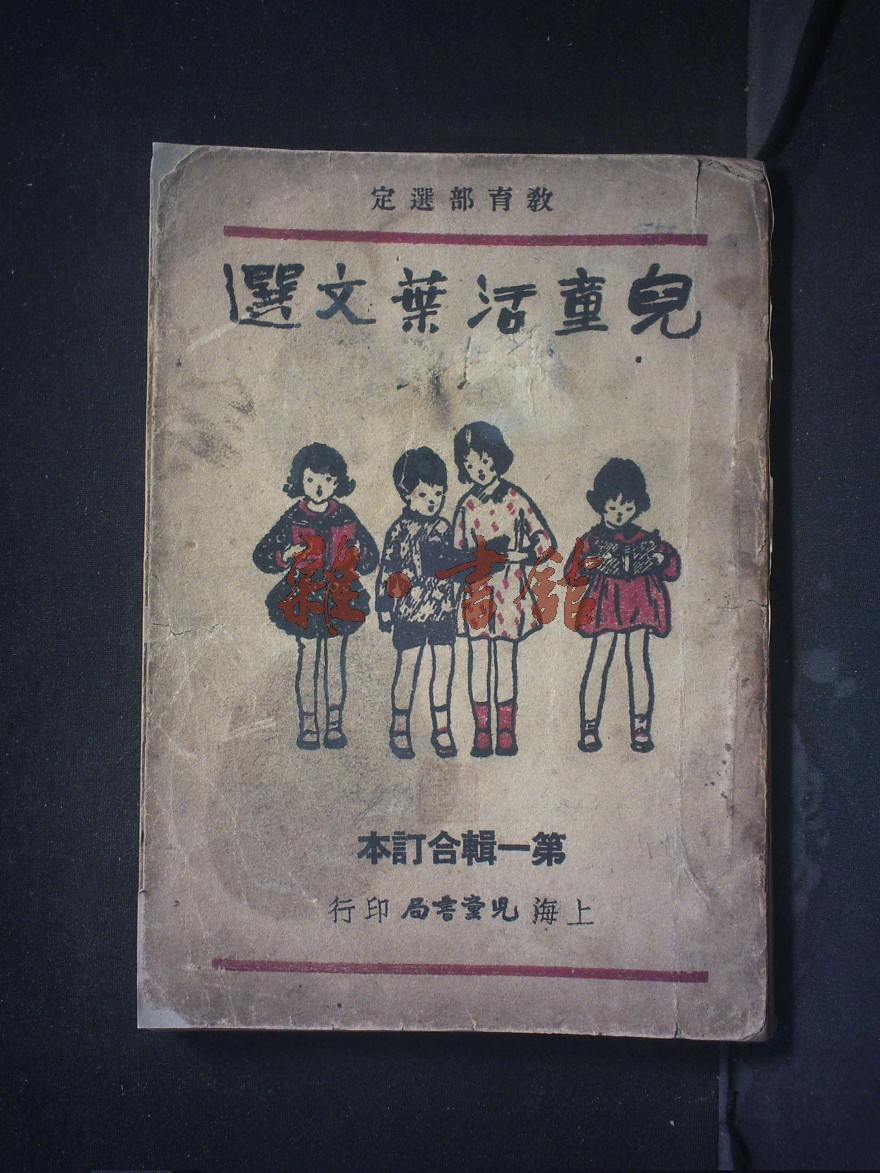 教育部選定
兒童活葉文選
雜·書館
第一輯合訂本
上海兒童書局印行